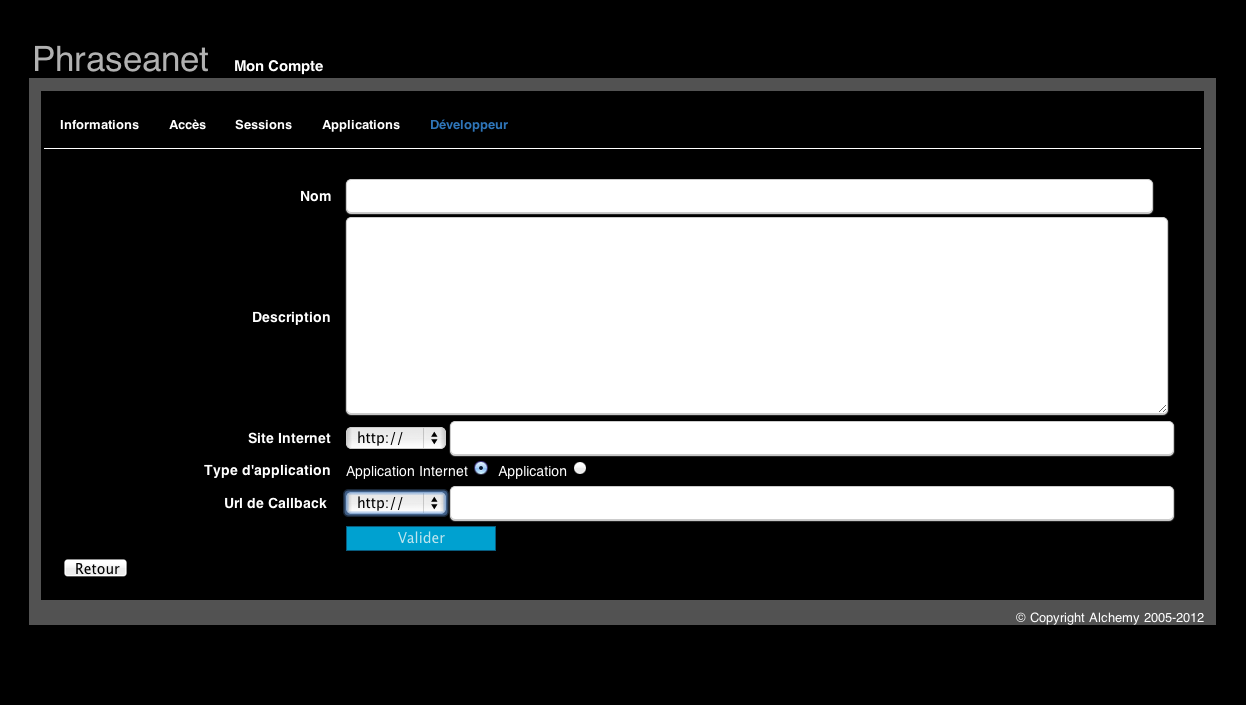 Phraseanet Mon Compte
Informations Accès Sessions Applications Développeur
Nom
Description
Site Internet http://
Type d'application Application Internet Application
Url de Callback http://
Valider
Retour
© Copyright Alchemy 2005-2012